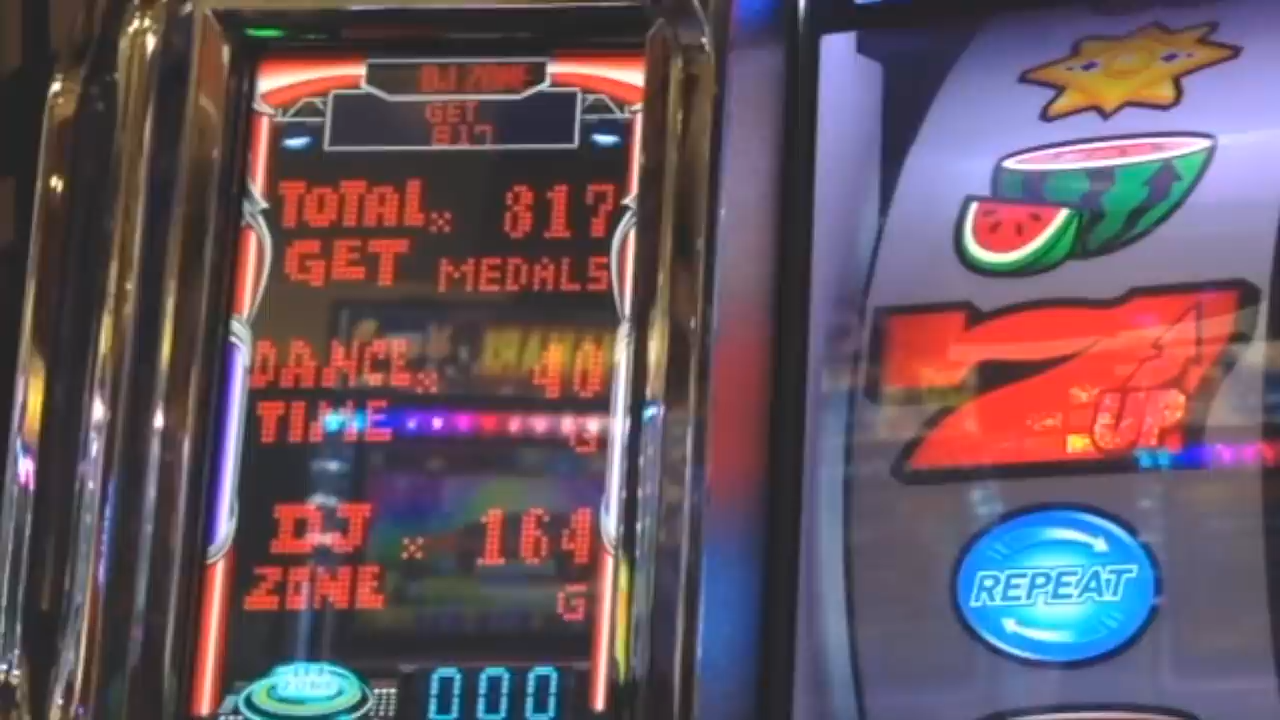 DJ ZONE
GET
817
TOTAL × 817
GET MEDALS
DANCE × 40
TIME G
DJ × 164
ZONE G
000
7
UP
REPEAT